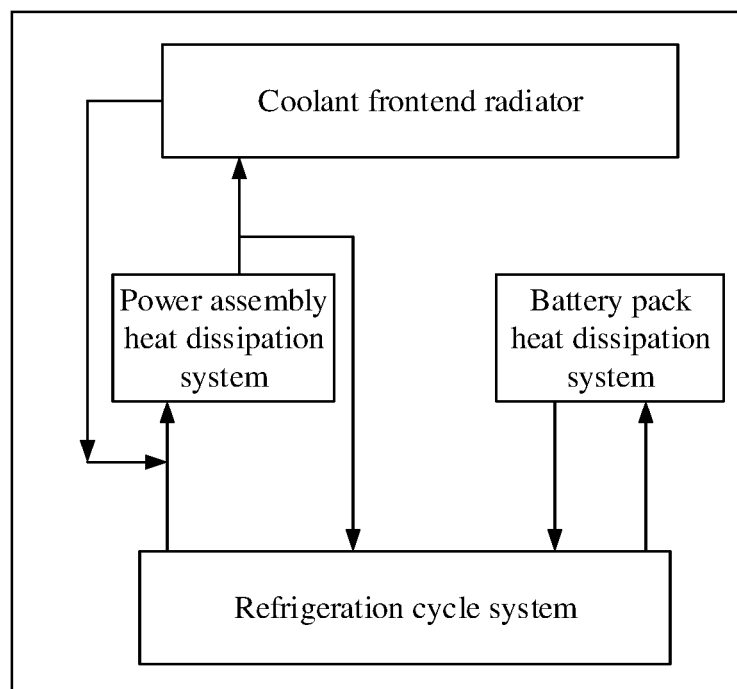 Coolant frontend radiator
Power assembly
heat dissipation
system
Battery pack
heat dissipation
system
Refrigeration cycle system